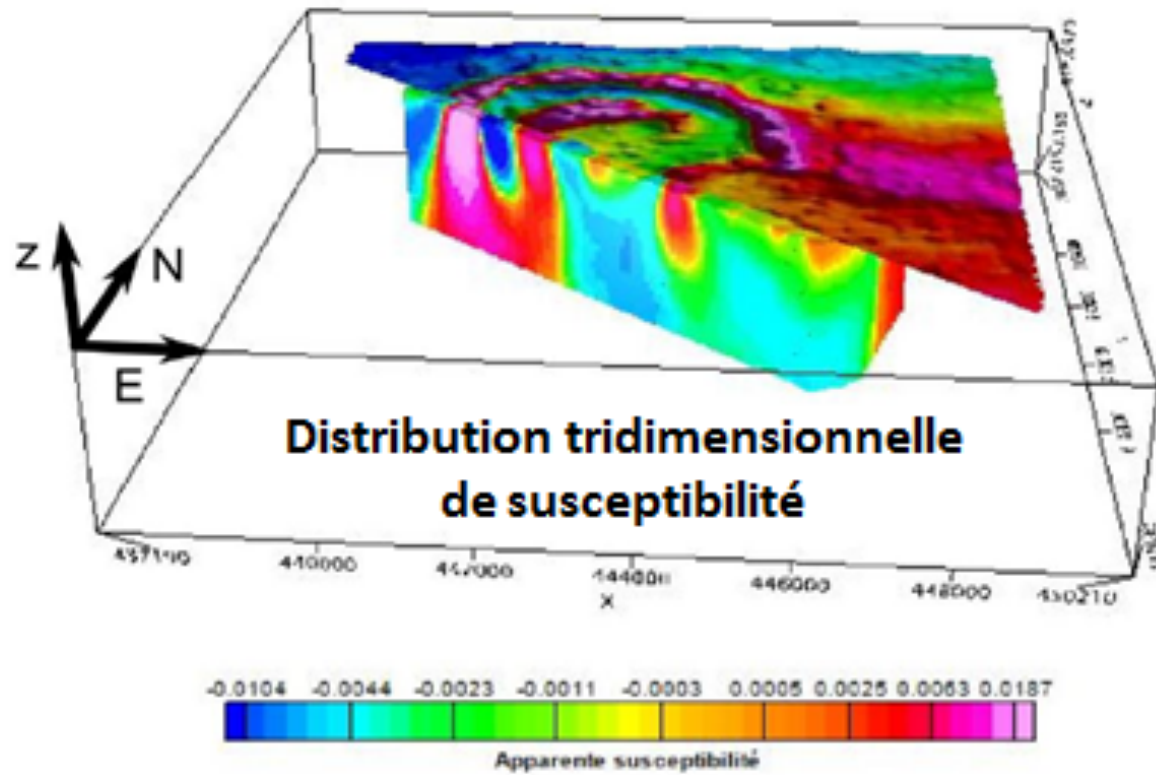 Z
N
E
Distribution tridimensionnelle
de susceptibilité
440000 446000 448000 450210
x
-0.0104 -0.0044 -0.0023 -0.0011 -0.0003 0.0005 0.0025 0.0063 0.0187
Apparente susceptibilité